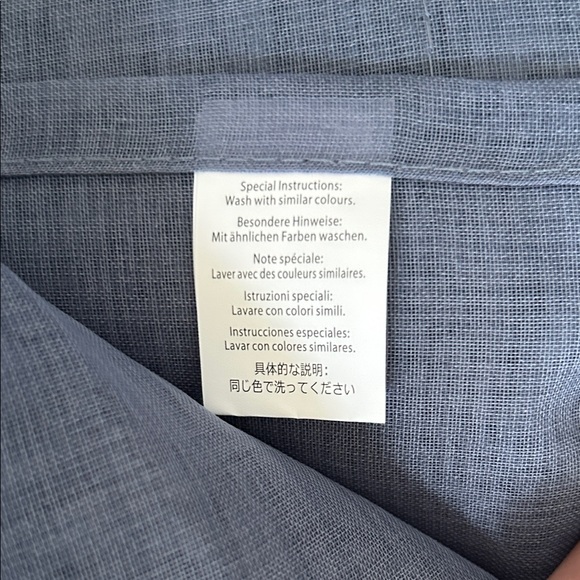 Special Instructions:
Wash with similar colours.
Besondere Hinweise:
Mit ähnlichen Farben waschen.
Note spéciale:
Laver avec des couleurs similaires.
Istruzioni speciali:
Lavare con colori simili.
Instrucciones especiales:
Lavar con colores similares.
具体的な説明：
同じ色で洗ってください